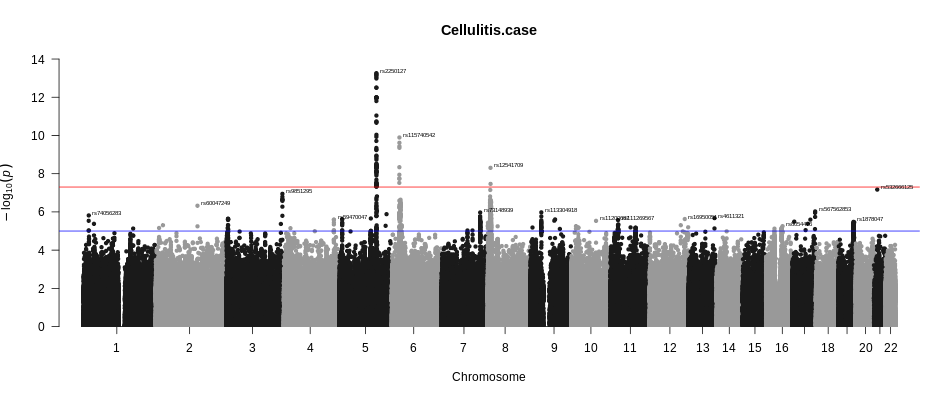 Cellulitis.case
−log10(p)
14
12
10
8
6
4
2
0
rs2250127
rs115740542
rs12541709
rs9851295
rs532666125
rs60047249
rs74056283
rs113304918
rs567562853
rs4611321
rs1878047
1
2
3
4
5
6
7
8
9
10
11
12
13
14
15
16
18
20
22
Chromosome